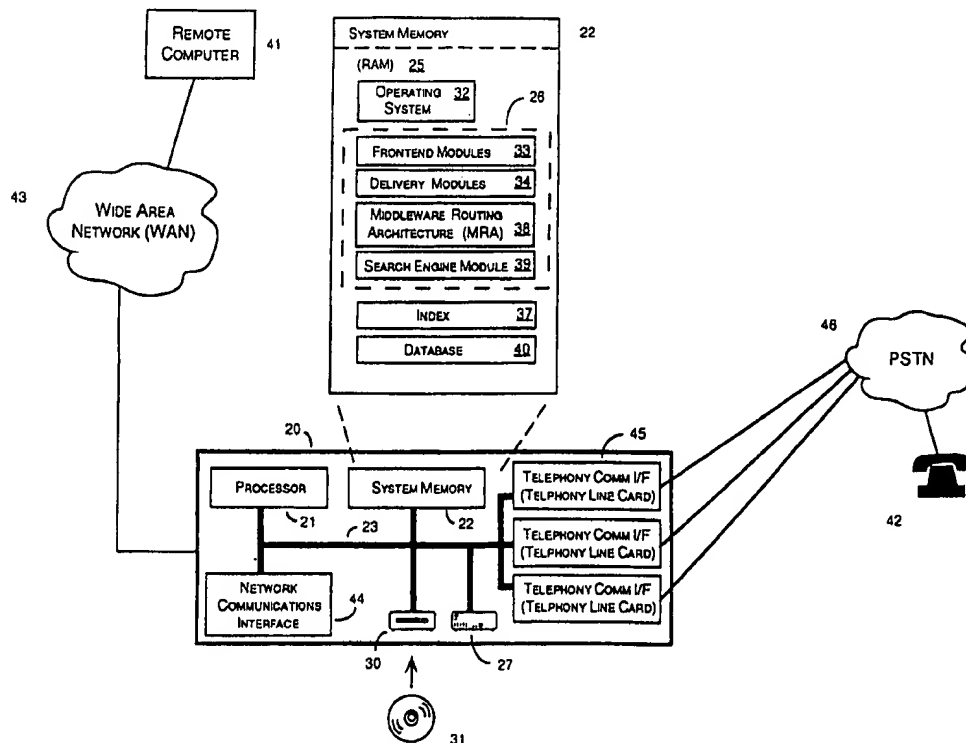 REMOTE
COMPUTER
41
SYSTEM MEMORY
22
(RAM) 25
OPERATING
SYSTEM
32
26
FRONTEND MODULES 33
DELIVERY MODULES 34
MIDDLEWARE ROUTING
ARCHITECTURE (MRA)
38
SEARCH ENGINE MODULE 39
INDEX 37
DATABASE 40
43
WIDE AREA
NETWORK (WAN)
46
PSTN
42
20
45
PROCESSOR
21
SYSTEM MEMORY
22
23
TELEPHONY COMM I/F
(TELPHONY LINE CARD)
TELEPHONY COMM I/F
(TELPHONY LINE CARD)
TELEPHONY COMM I/F
(TELPHONY LINE CARD)
NETWORK
COMMUNICATIONS
INTERFACE
44
30
27
31